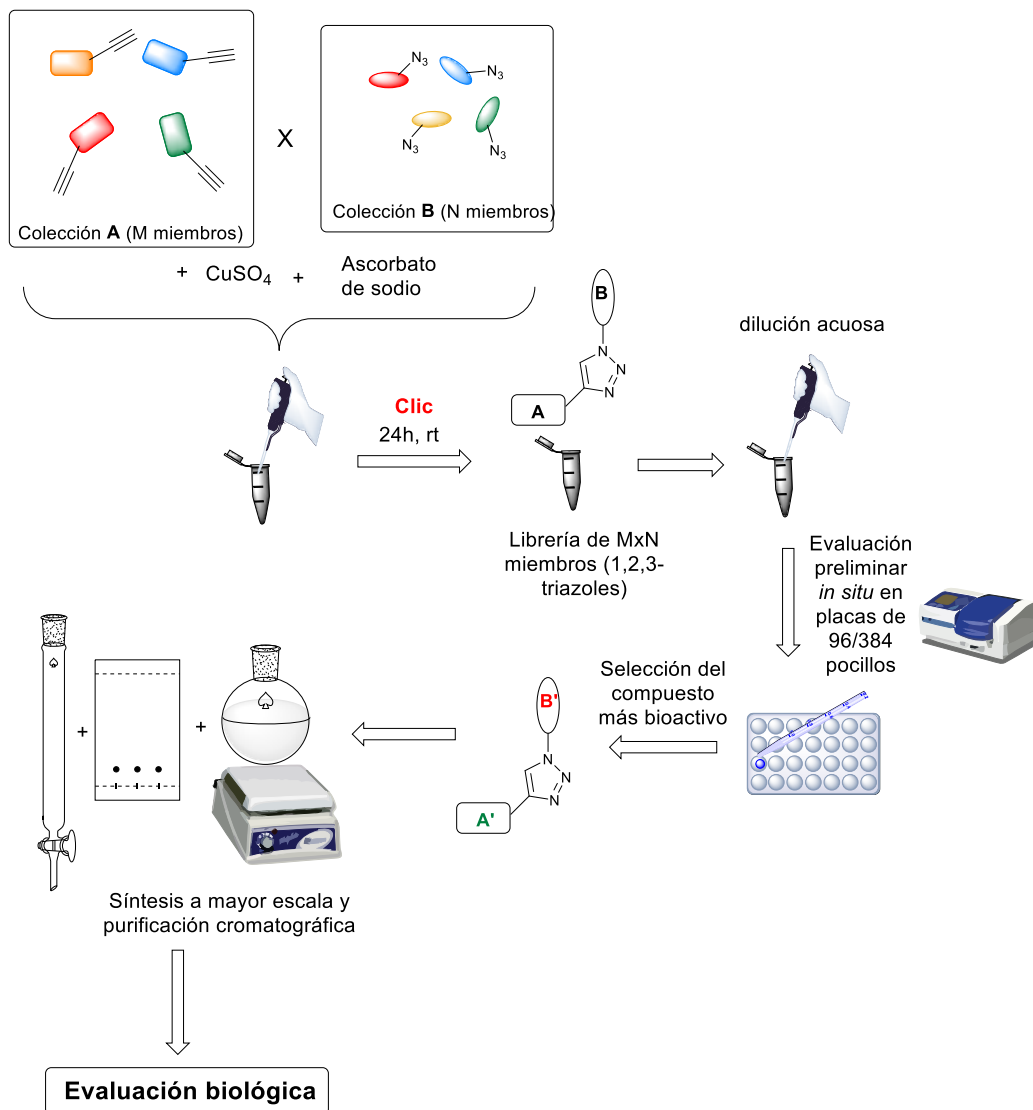 N3
N3
N3
N3
X
Colección A (M miembros)
Colección B (N miembros)
+ CuSO4 +
Ascorbato
de sodio
B
N
N
N
A
dilución acuosa
Clic
24h, rt
Librería de MxN
miembros (1,2,3-
triazoles)
Evaluación
preliminar
in situ en
placas de
96/384
pocillos
Selección del
compuesto
más bioactivo
B'
N
N
N
A'
+
+
Síntesis a mayor escala y
purificación cromatográfica
Evaluación biológica